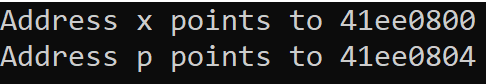 Address x points to 41ee0800
Address p points to 41ee0804